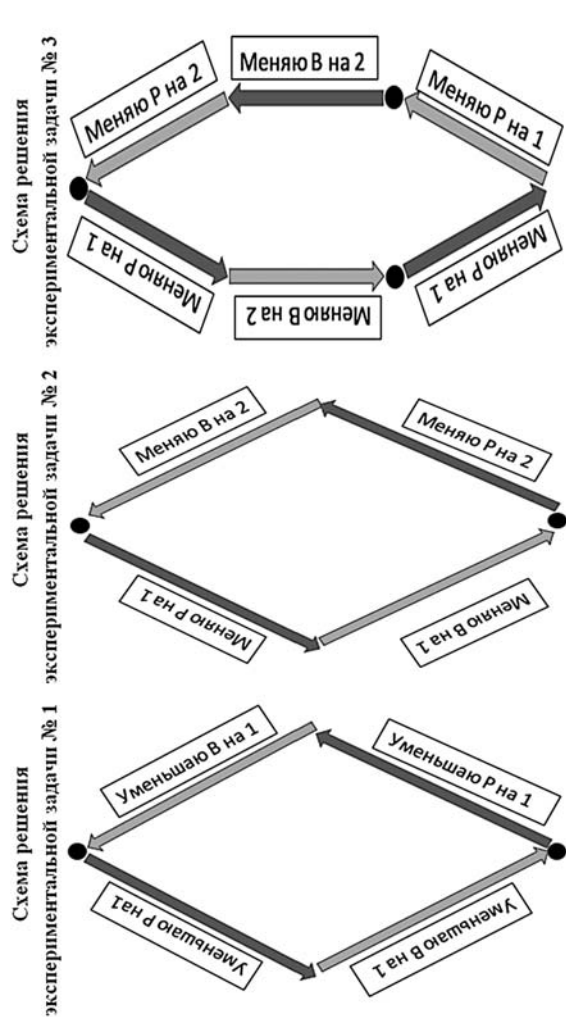 Схема решения
экспериментальной задачи № 1
Уменьшаю Р на1
Уменьшаю В на 1
Уменьшаю Р на 1
Уменьшаю В на 1
Схема решения
экспериментальной задачи № 2
Меняю Р на 1
Меняю В на 1
Меняю Р на 2
Меняю В на 2
Схема решения
экспериментальной задачи № 3
Меняю Р на 1
Меняю В на 2
Меняю Р на 1
Меняю Р на 1
Меняю В на 2
Меняю Р на 2